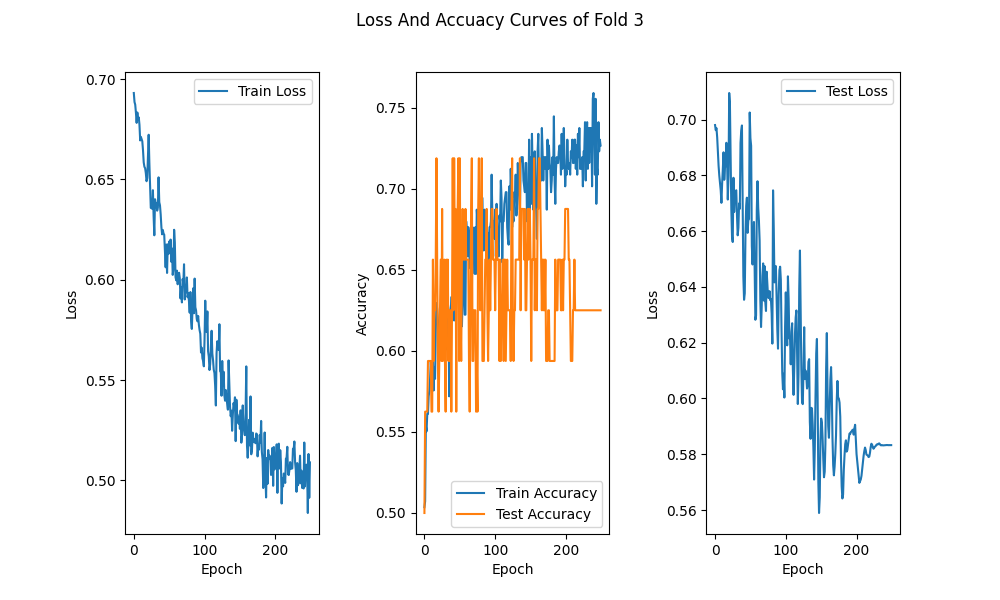 Loss And Accuacy Curves of Fold 3
Train Loss
Loss
0.70
0.65
0.60
0.55
0.50
0
100
200
Epoch
Accuracy
0.75
0.70
0.65
0.60
0.55
0.50
Train Accuracy
Test Accuracy
0
100
200
Epoch
Test Loss
Loss
0.70
0.68
0.66
0.64
0.62
0.60
0.58
0.56
0
100
200
Epoch